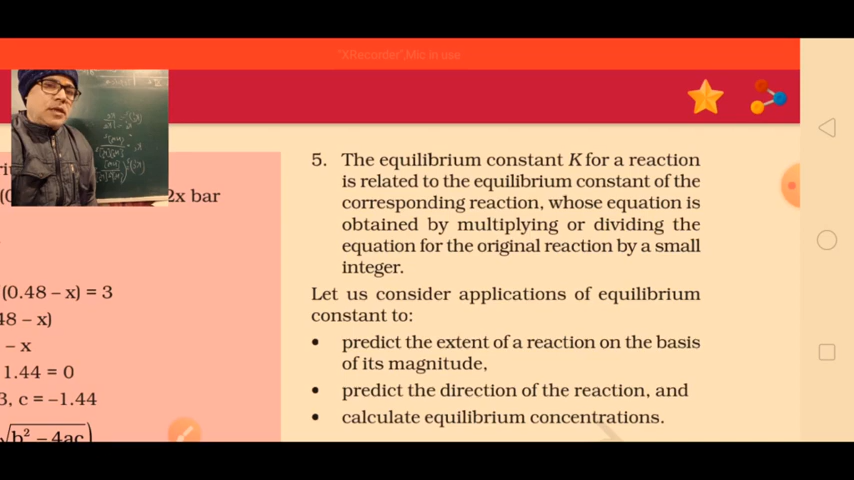 "XRecorder",Mic in use
2x bar
(0.48 – x) = 3
48 – x)
– x
1.44 = 0
3, c = –1.44
√b² – 4ac)
5. The equilibrium constant K for a reaction
is related to the equilibrium constant of the
corresponding reaction, whose equation is
obtained by multiplying or dividing the
equation for the original reaction by a small
integer.
Let us consider applications of equilibrium
constant to:
• predict the extent of a reaction on the basis
of its magnitude,
• predict the direction of the reaction, and
• calculate equilibrium concentrations.